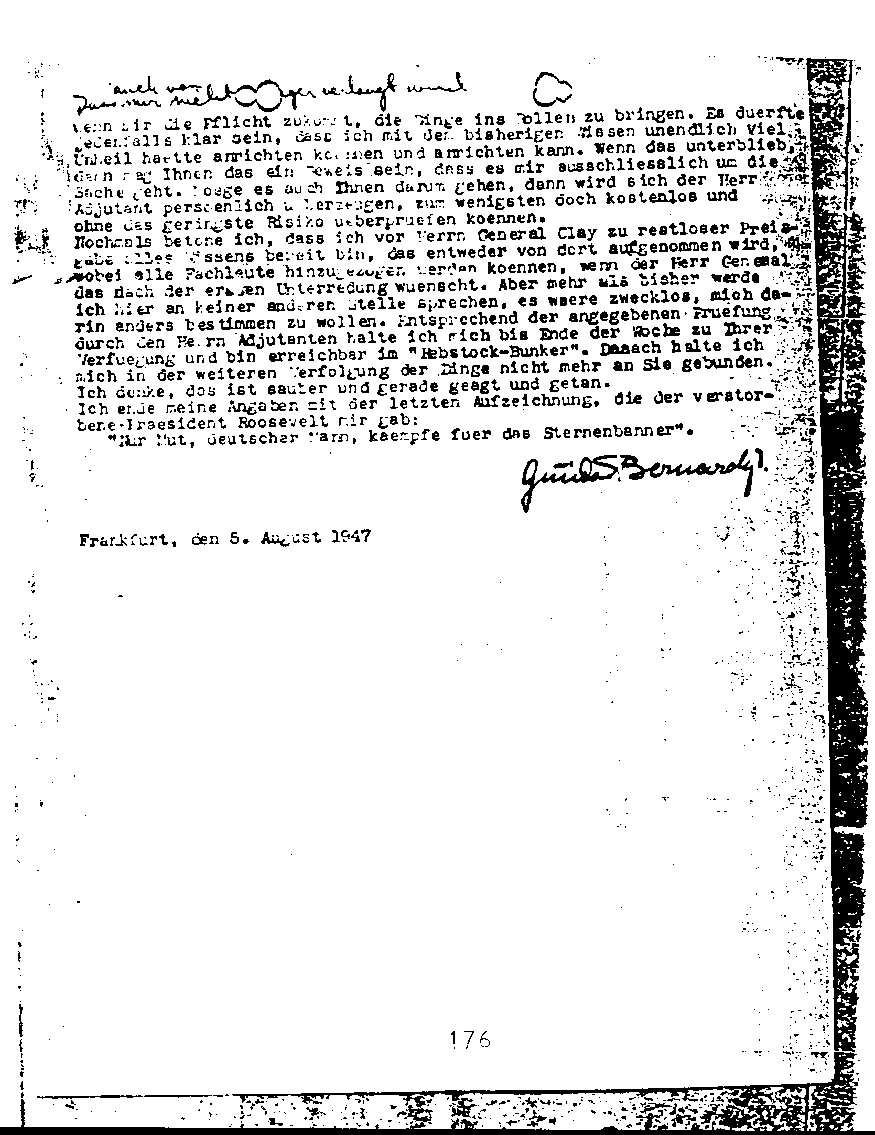 auch von
nicht verlangt wird
wenn mir die Pflicht zukommt, die Dinge ins Rollen zu bringen. Es duerfte
jedenfalls klar sein, dass ich mit dem bisherigen Wissen unendlich viel
Unheil haette anrichten koennen und anrichten kann. Wenn das unterblieb,
dann mag Ihnen das ein Beweis sein, dass es mir ausschliesslich um die
Sache geht. Moege es auch Ihnen darum gehen, dann wird sich der Herr
Adjutant persoenlich ueberzeugen, zum wenigsten doch kostenlos und
ohne das geringste Risiko ueberpruefen koennen.
Nochmals betone ich, dass ich vor Herrn General Clay zu restloser Preis-
gabe alles Wissens bereit bin, das entweder von dort aufgenommen wird,
wobei alle Fachleute hinzugezogen werden koennen, wenn der Herr General
das nach der ersten Unterredung wuenscht. Aber mehr als bisher werde
ich hier an keiner anderen Stelle sprechen, es waere zwecklos, mich da-
rin anders bestimmen zu wollen. Entsprechend der angegebenen Pruefung
durch den Herrn Adjutanten halte ich mich bis Ende der Woche zu Ihrer
Verfuegung und bin erreichbar im "Hebstock-Bunker". Danach halte ich
mich in der weiteren Verfolgung der Dinge nicht mehr an Sie gebunden.
Ich denke, das ist sauber und gerade gesagt und getan.
Ich ende meine Angaben mit der letzten Aufzeichnung, die der verstor-
bene Praesident Roosevelt mir gab:
"Nur Mut, deutscher Mann, kaempfe fuer das Sternenbanner".
Guido Bernardy.
Frankfurt, den 5. August 1947
176